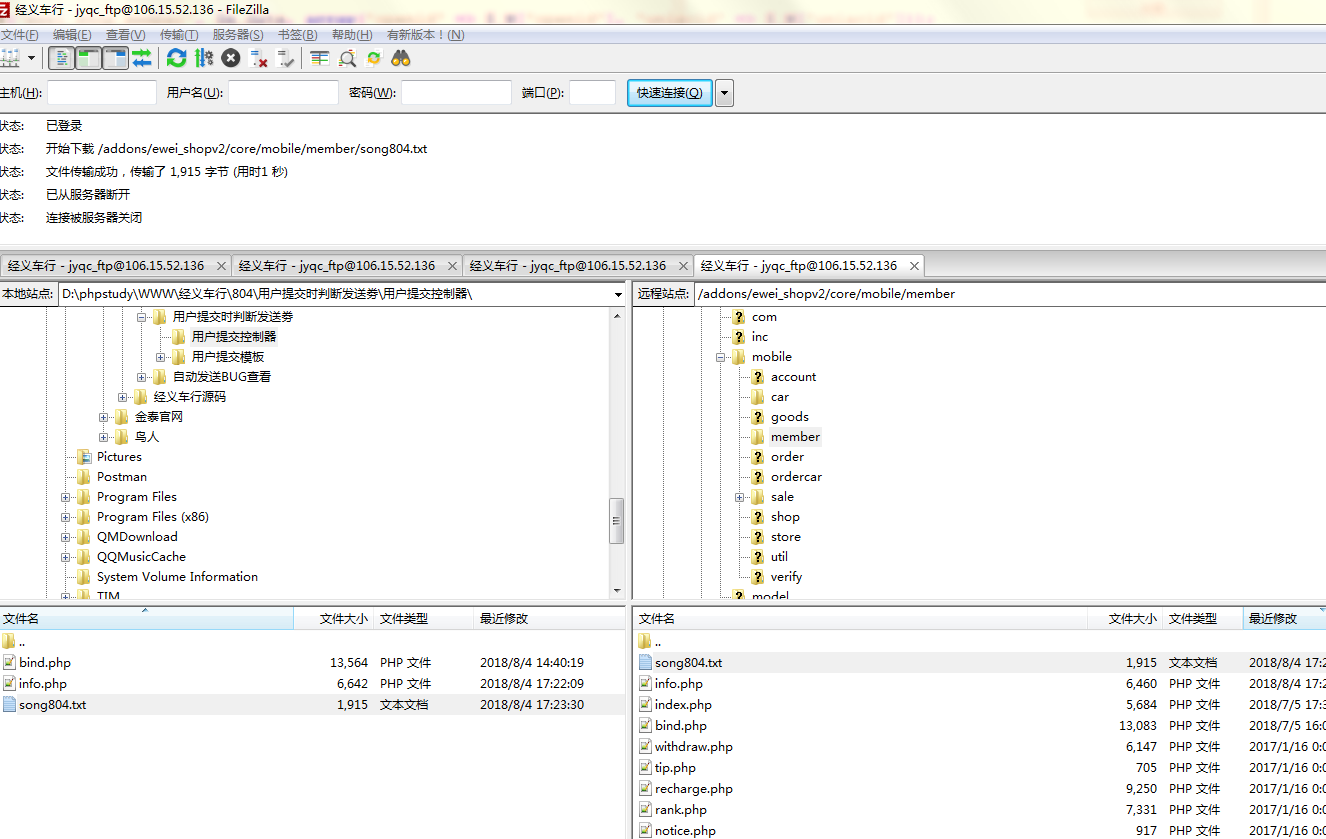 经义车行 - jyqc_ftp@106.15.52.136 - FileZilla
文件(F) 编辑(E) 查看(V) 传输(T) 服务器(S) 书签(B) 帮助(H) 有新版本！(N)
主机(H): 用户名(U): 密码(W): 端口(P): 快速连接(Q)
状态: 已登录
状态: 开始下载 /addons/ewei_shopv2/core/mobile/member/song804.txt
状态: 文件传输成功，传输了 1,915 字节 (用时1 秒)
状态: 已从服务器断开
状态: 连接被服务器关闭
经义车行 - jyqc_ftp@106.15.52.136 经义车行 - jyqc_ftp@106.15.52.136 经义车行 - jyqc_ftp@106.15.52.136 经义车行 - jyqc_ftp@106.15.52.136
本地站点: D:\phpstudy\WWW\经义车行\804\用户提交时判断发送劵\用户提交控制器\
用户提交时判断发送劵
用户提交控制器
用户提交模板
自动发送BUG查看
经义车行源码
金泰官网
鸟人
Pictures
Postman
Program Files
Program Files (x86)
QMDownload
QQMusicCache
System Volume Information
TIM
文件名 文件大小 文件类型 最近修改
..
bind.php 13,564 PHP 文件 2018/8/4 14:40:19
info.php 6,642 PHP 文件 2018/8/4 17:22:09
song804.txt 1,915 文本文档 2018/8/4 17:23:30
远程站点: /addons/ewei_shopv2/core/mobile/member
com
inc
mobile
account
car
goods
member
order
ordercar
sale
shop
store
util
verify
model
文件名 文件大小 文件类型 最近修改
..
song804.txt 1,915 文本文档 2018/8/4 17:2
info.php 6,460 PHP 文件 2018/8/4 17:2
index.php 5,684 PHP 文件 2018/7/5 17:3
bind.php 13,083 PHP 文件 2018/7/5 16:0
withdraw.php 6,147 PHP 文件 2017/1/16 0:0
tip.php 705 PHP 文件 2017/1/16 0:0
recharge.php 9,250 PHP 文件 2017/1/16 0:0
rank.php 7,331 PHP 文件 2017/1/16 0:0
notice.php 917 PHP 文件 2017/1/16 0:0